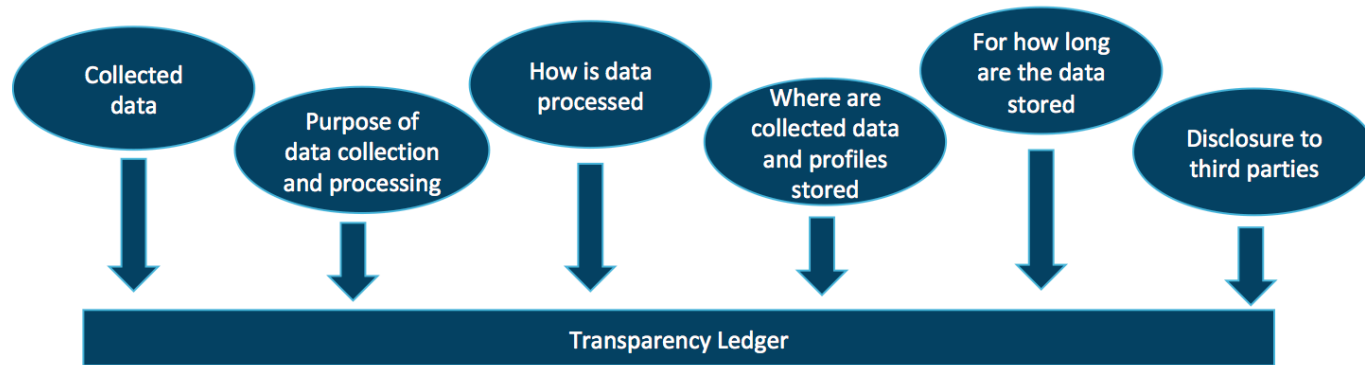 Collected
data
Purpose of
data collection
and processing
How is data
processed
Where are
collected data
and profiles
stored
For how long
are the data
stored
Disclosure to
third parties
Transparency Ledger